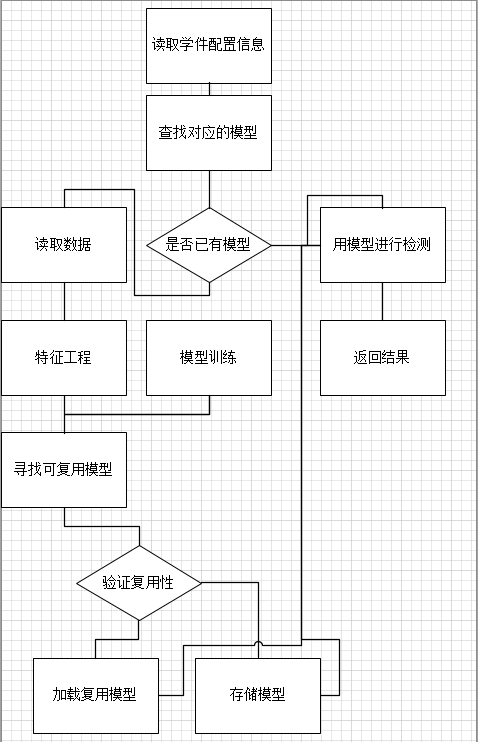 读取学件配置信息
查找对应的模型
读取数据
是否已有模型
用模型进行检测
特征工程
模型训练
返回结果
寻找可复用模型
验证复用性
加载复用模型
存储模型